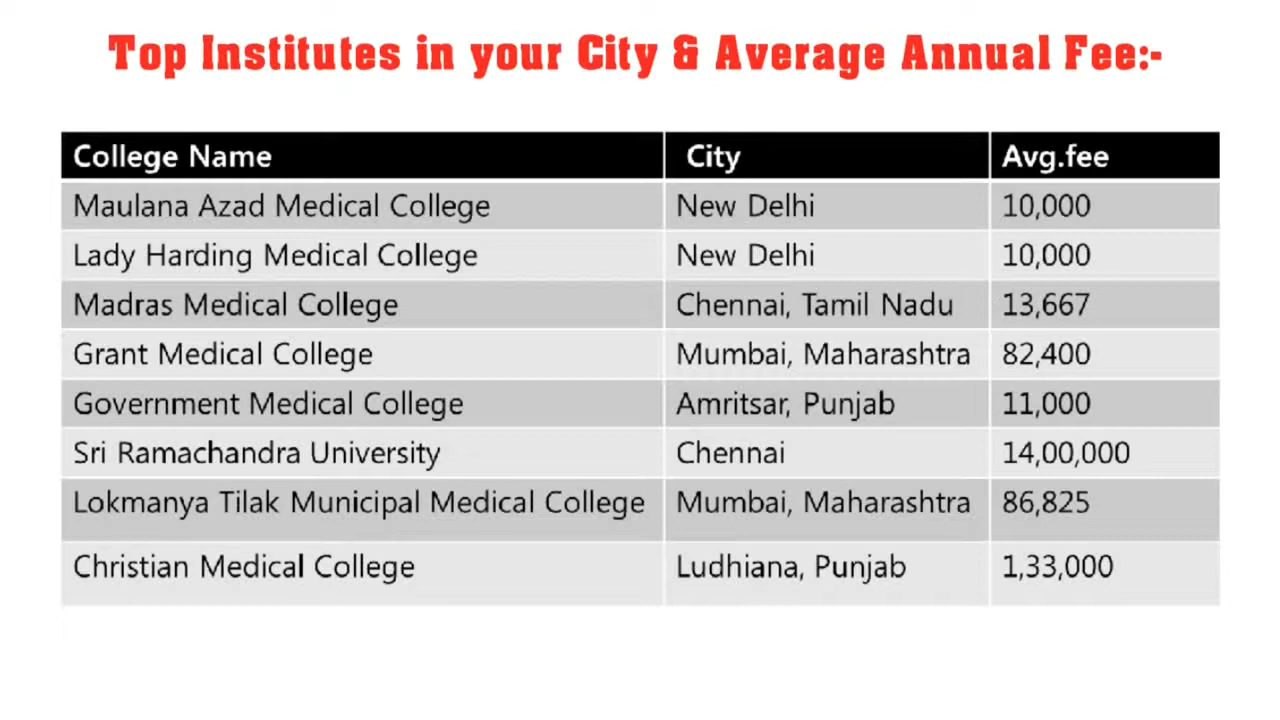 Top Institutes in your City & Average Annual Fee:-
College Name City Avg.fee
Maulana Azad Medical College New Delhi 10,000
Lady Harding Medical College New Delhi 10,000
Madras Medical College Chennai, Tamil Nadu 13,667
Grant Medical College Mumbai, Maharashtra 82,400
Government Medical College Amritsar, Punjab 11,000
Sri Ramachandra University Chennai 14,00,000
Lokmanya Tilak Municipal Medical College Mumbai, Maharashtra 86,825
Christian Medical College Ludhiana, Punjab 1,33,000